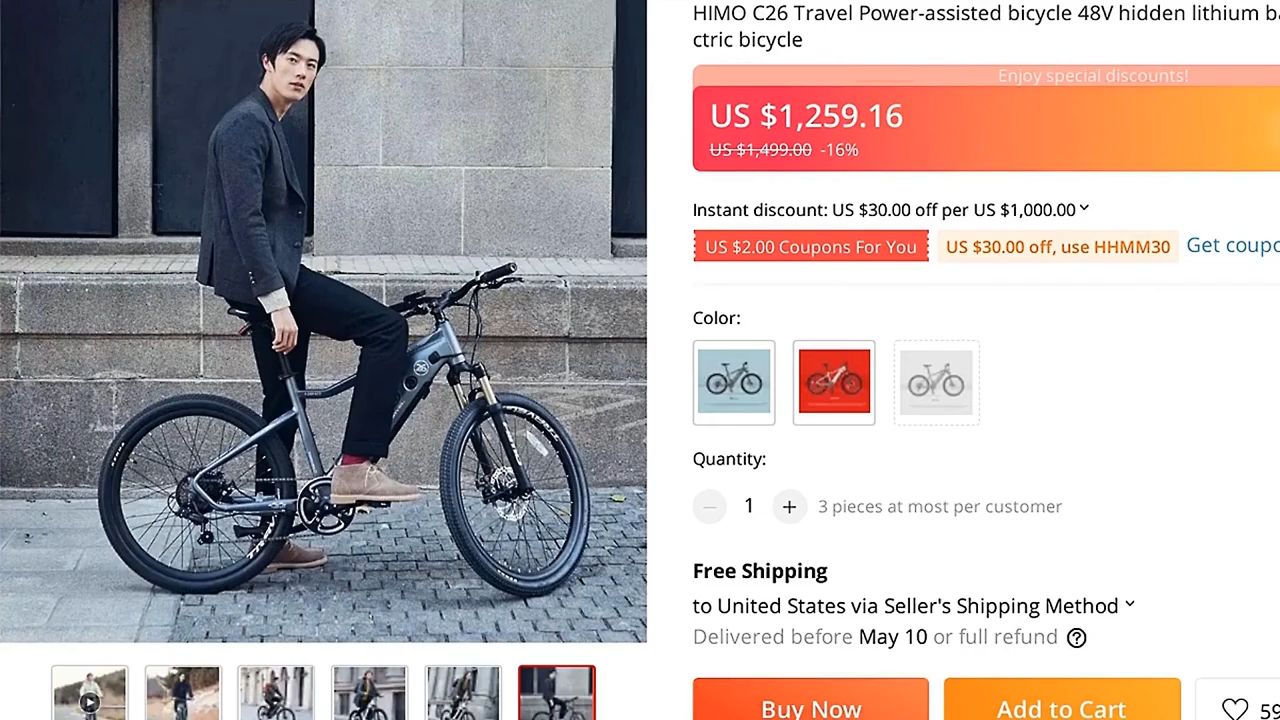 HIMO C26 Travel Power-assisted bicycle 48V hidden lithium
ctric bicycle
Enjoy special discounts!
US $1,259.16
US $1,499.00 -16%
Instant discount: US $30.00 off per US $1,000.00
US $2.00 Coupons For You
US $30.00 off, use HHMM30
Get coupo
Color:
26
Quantity:
1
3 pieces at most per customer
Free Shipping
to United States via Seller's Shipping Method
Delivered before May 10 or full refund
Buy Now
Add to Cart
59